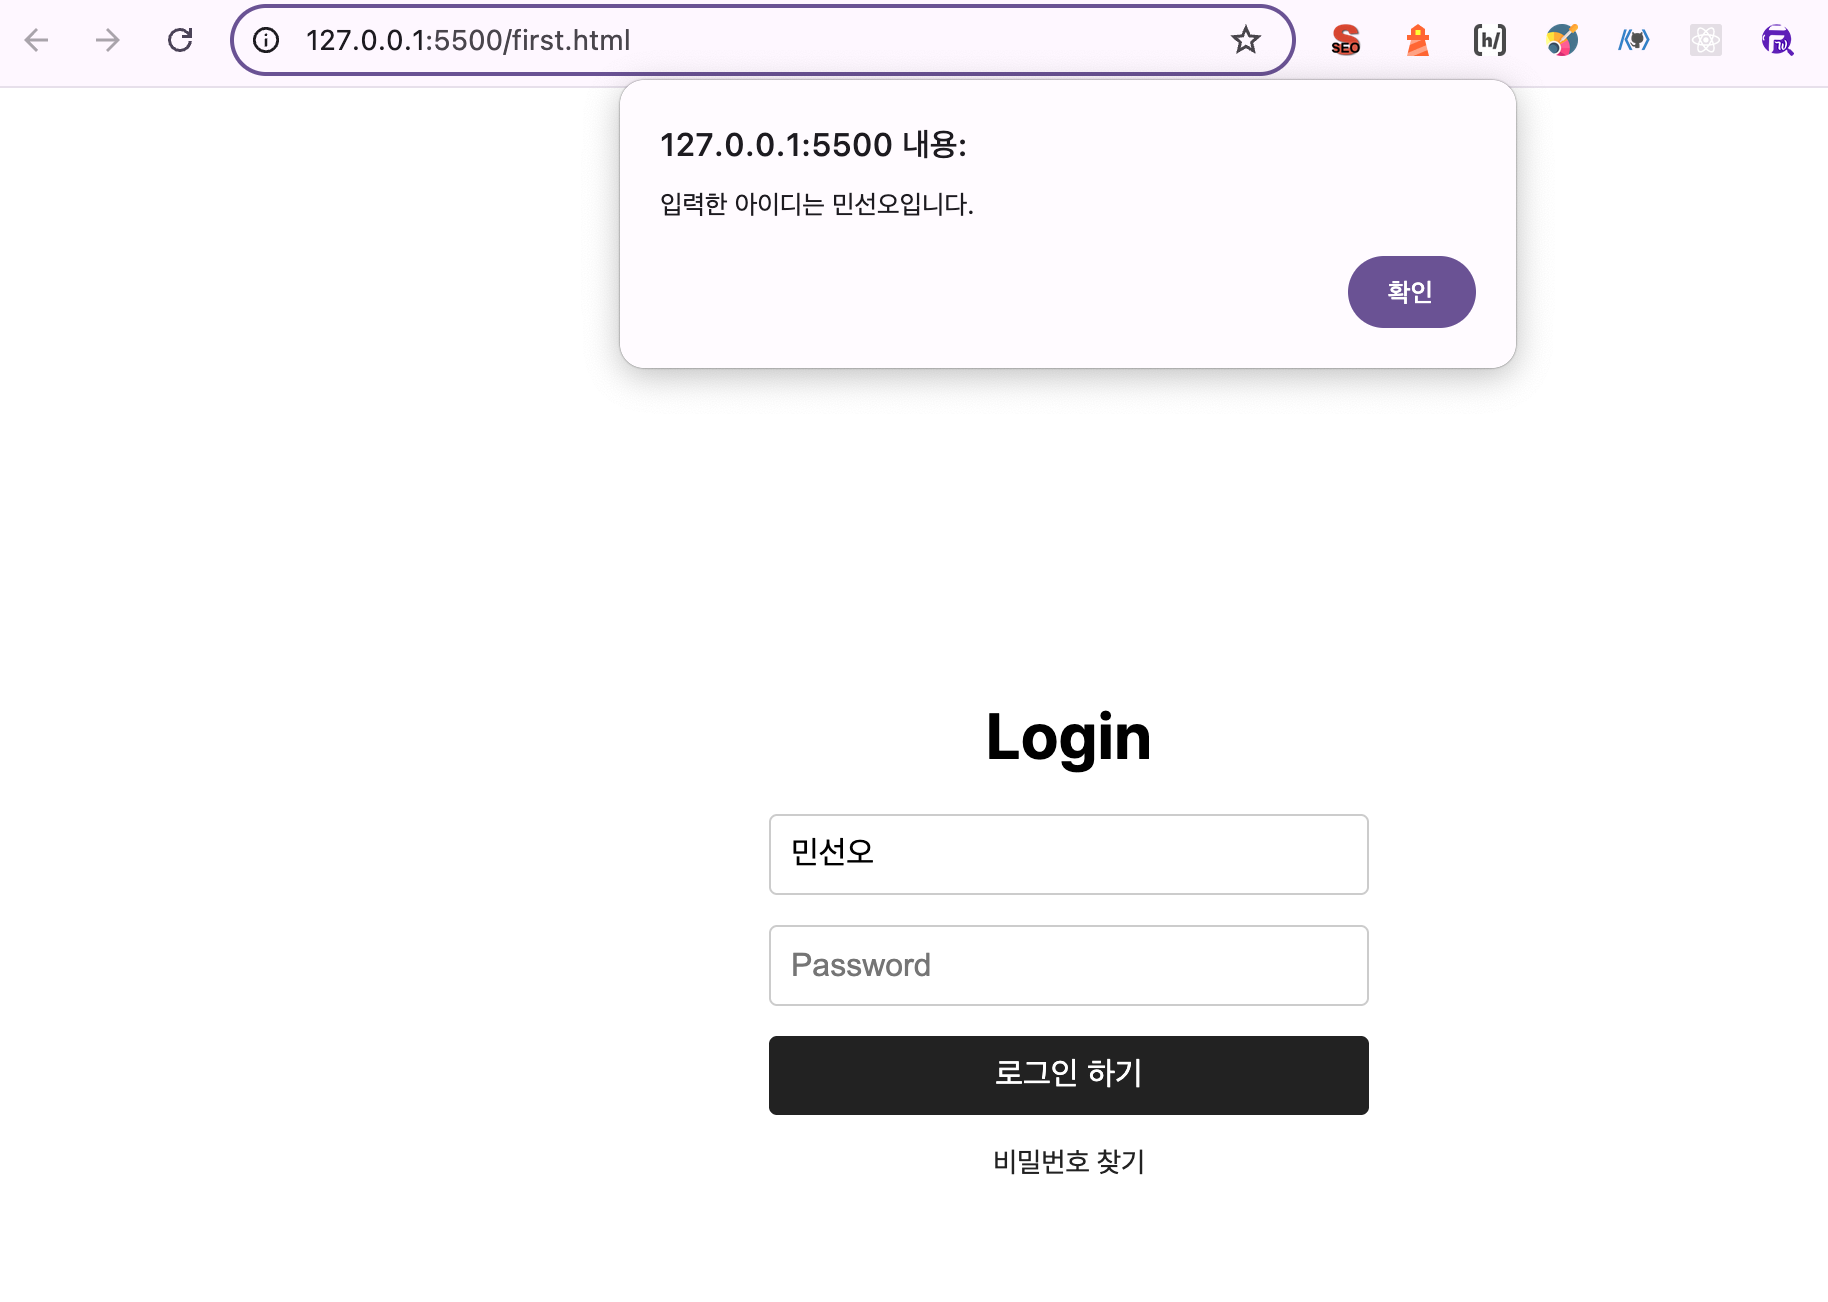 127.0.0.1:5500/first.html
SEO
[h/]
127.0.0.1:5500 내용:
입력한 아이디는 민선오입니다.
확인
Login
민선오
Password
로그인 하기
비밀번호 찾기